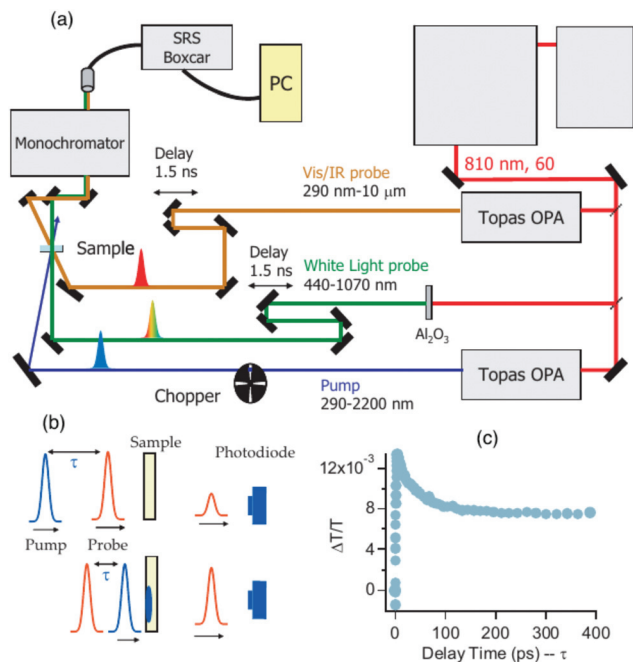 (a)
SRS
Boxcar
PC
Monochromator
Delay
1.5 ns
Vis/IR probe
290 nm-10 μm
810 nm, 60
Topas OPA
Sample
Delay
1.5 ns
White Light probe
440-1070 nm
Al₂O₃
Chopper
Pump
290-2200 nm
Topas OPA
(b)
Sample
Photodiode
τ
Pump
Probe
τ
(c)
12x10⁻³
8
4
0
ΔT/T
0
100
200
300
400
Delay Time (ps) -- τ